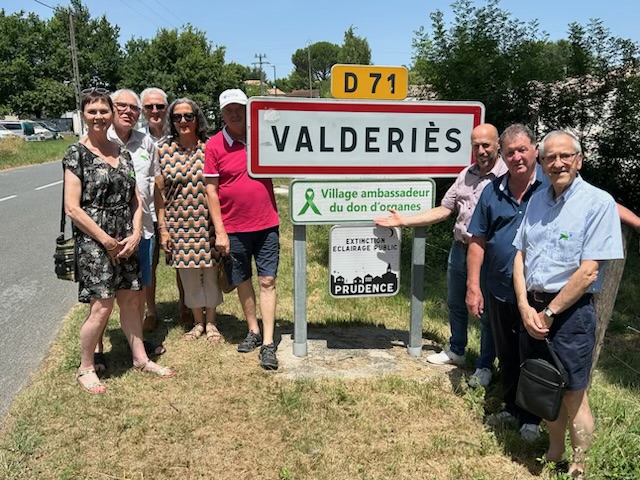 D 71
VALDERIÈS
Village ambassadeur
du don d'organes
EXTINCTION
ECLAIRAGE PUBLIC
PRUDENCE